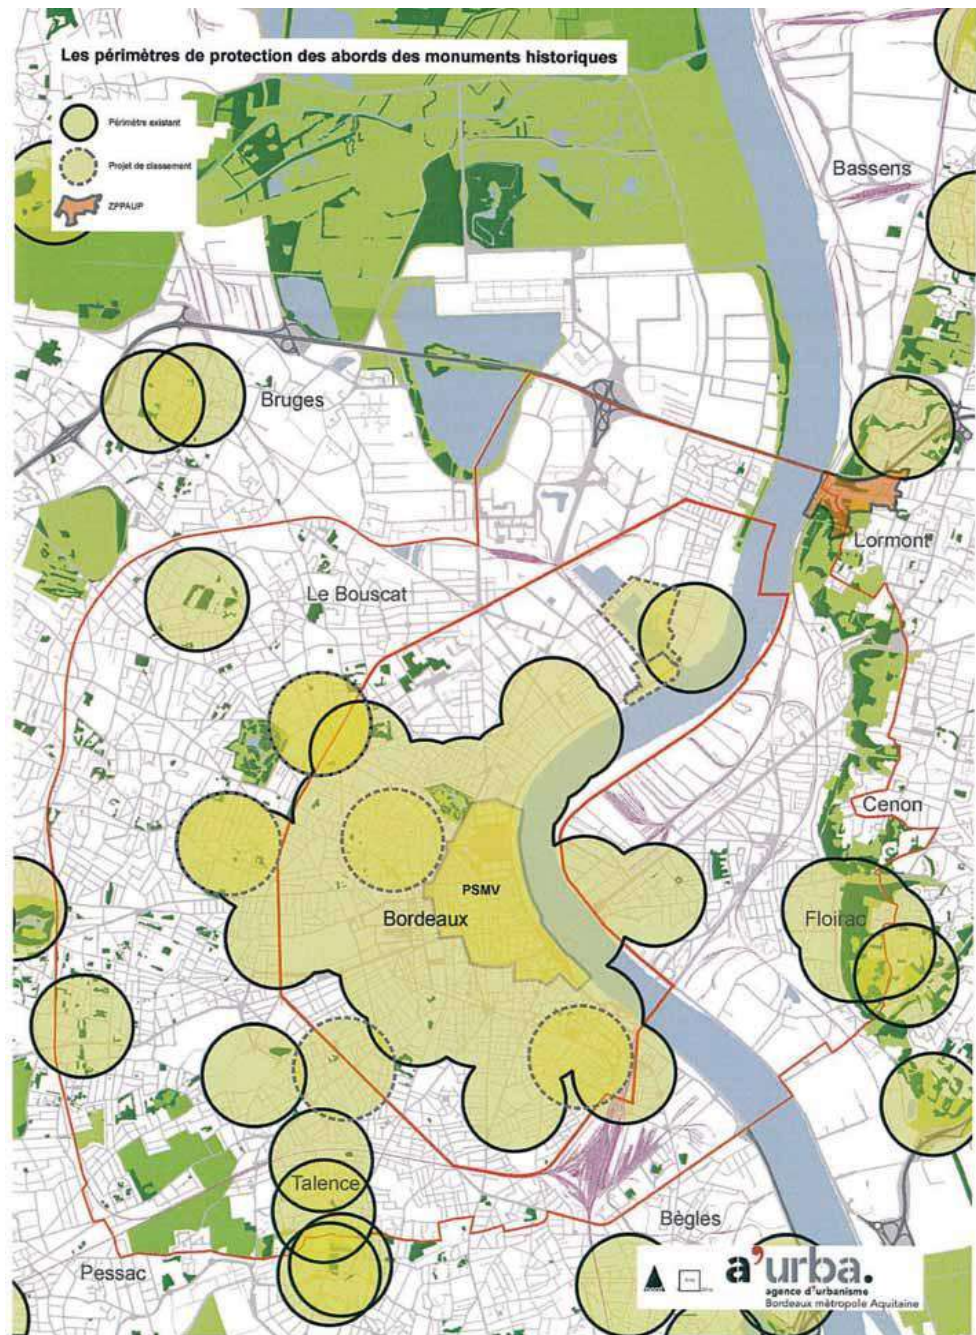 Les périmètres de protection des abords des monuments historiques
Périmètre existant
Projet de classement
ZPPAUP
Bassens
Bruges
Lormont
Le Bouscat
Cenon
PSMV
Bordeaux
Floirac
Talence
Bègles
Pessac
a'urba.
agence d'urbanisme
Bordeaux métropole Aquitaine